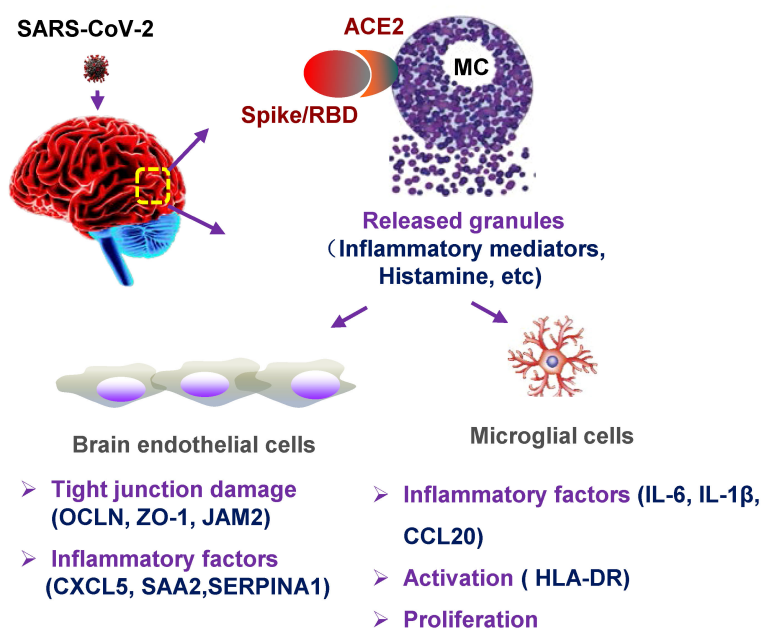 SARS-CoV-2
ACE2
MC
Spike/RBD
Released granules
（Inflammatory mediators,
Histamine, etc)
Brain endothelial cells
➢ Tight junction damage
(OCLN, ZO-1, JAM2)
➢ Inflammatory factors
(CXCL5, SAA2,SERPINA1)
Microglial cells
➢ Inflammatory factors (IL-6, IL-1β,
CCL20)
➢ Activation ( HLA-DR)
➢ Proliferation